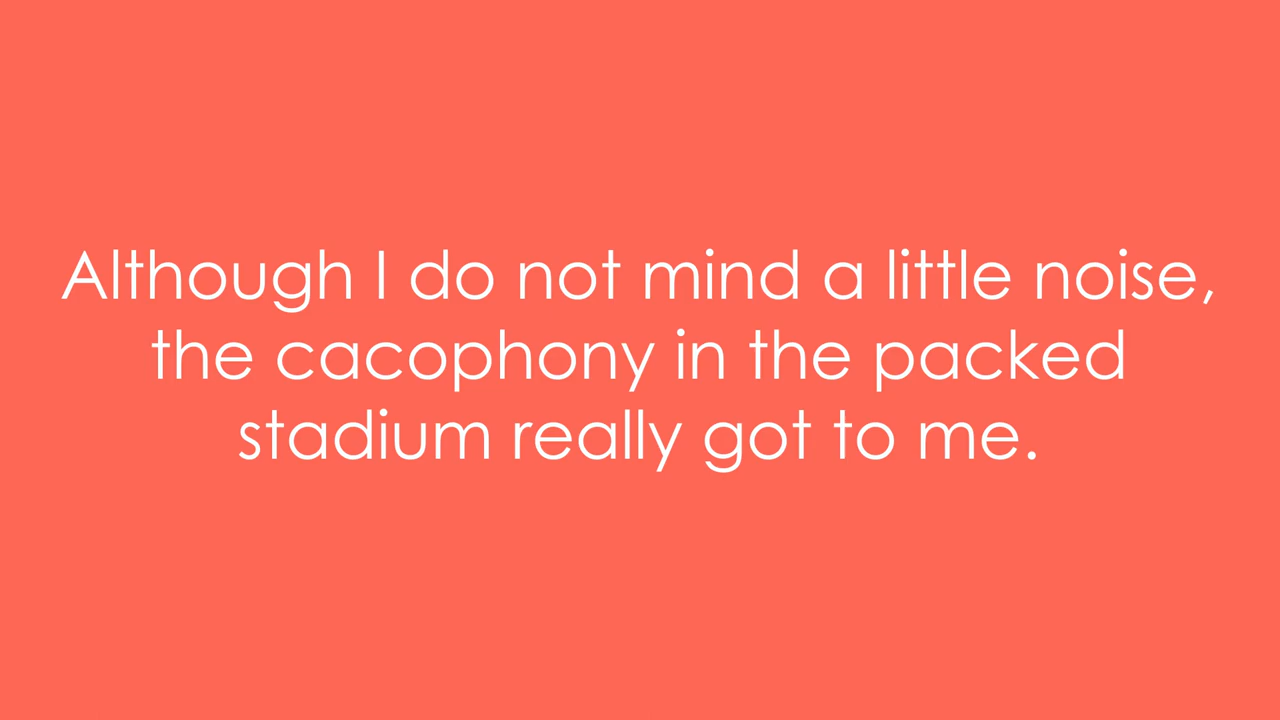 Although I do not mind a little noise,
the cacophony in the packed
stadium really got to me.